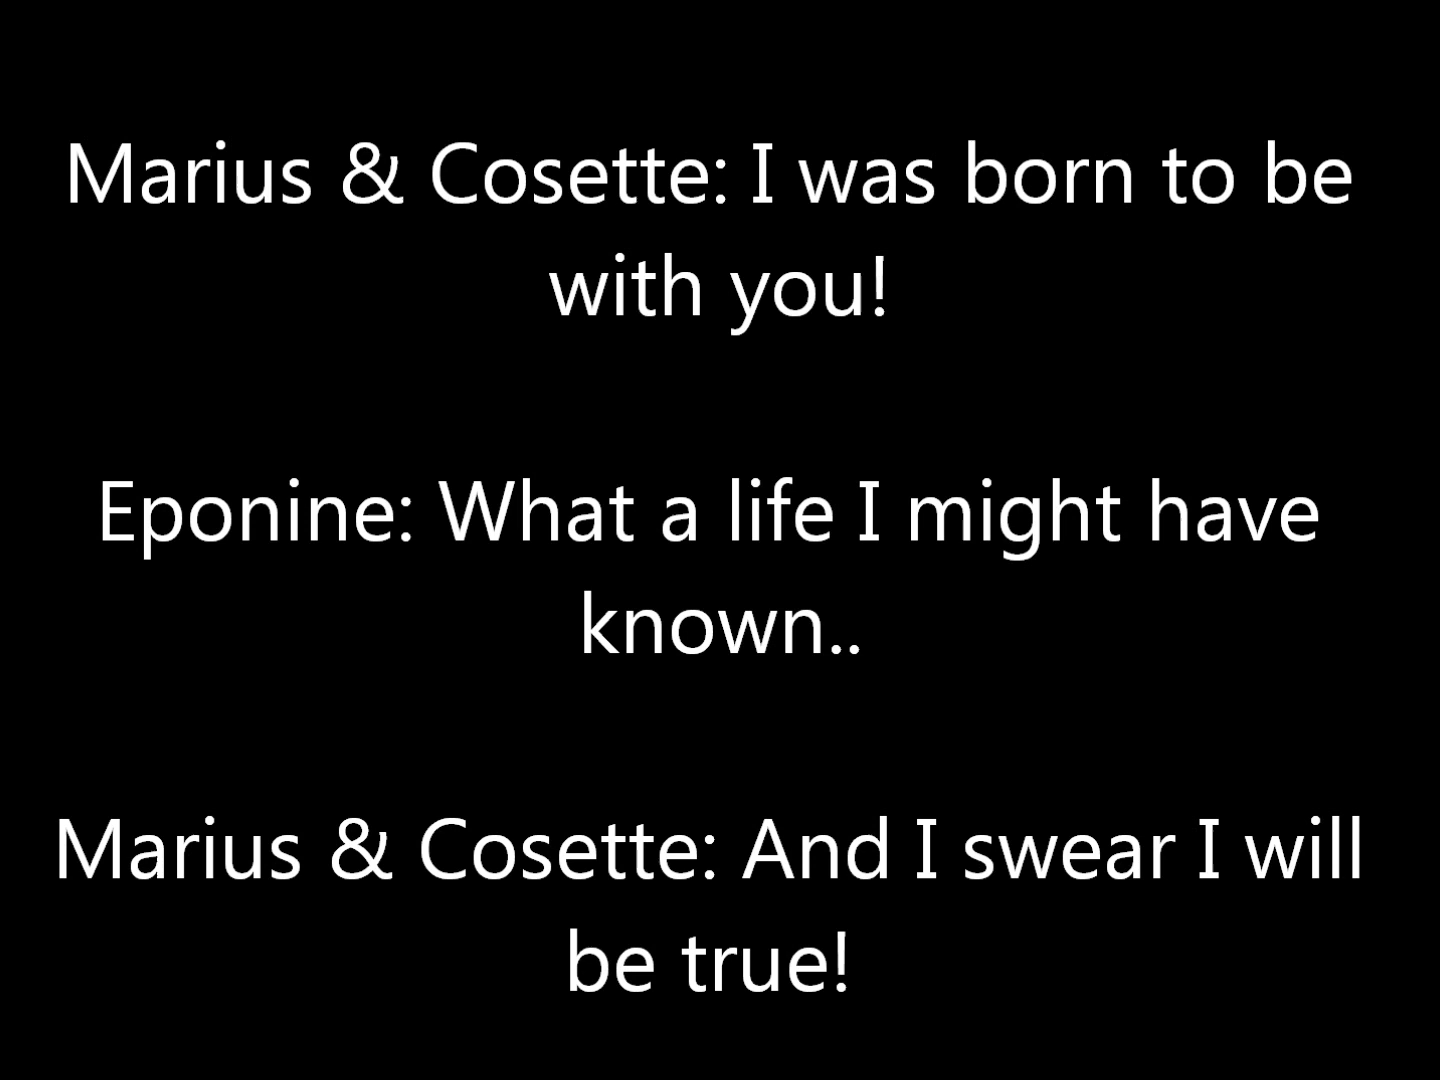 Marius & Cosette: I was born to be
with you!
Eponine: What a life I might have
known..
Marius & Cosette: And I swear I will
be true!